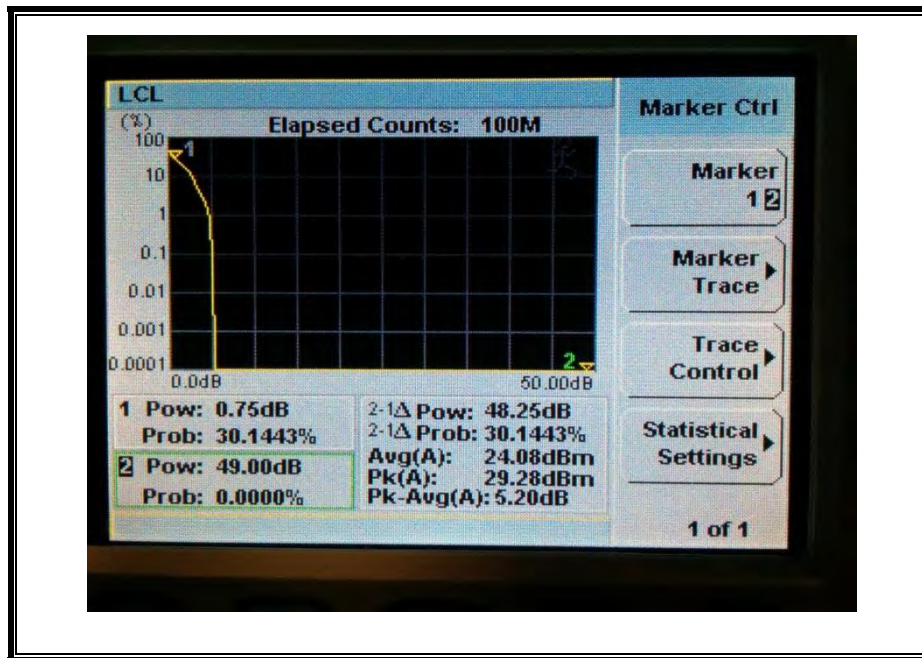 LCL
(%)
Elapsed Counts: 100M
100
10
1
0.1
0.01
0.001
0.0001
1
2
0.0dB
50.00dB
1 Pow: 0.75dB
Prob: 30.1443%
2 Pow: 49.00dB
Prob: 0.0000%
2-1Δ Pow: 48.25dB
2-1Δ Prob: 30.1443%
Avg(A): 24.08dBm
Pk(A): 29.28dBm
Pk-Avg(A): 5.20dB
Marker Ctrl
Marker
1 2
Marker
Trace
Trace
Control
Statistical
Settings
1 of 1